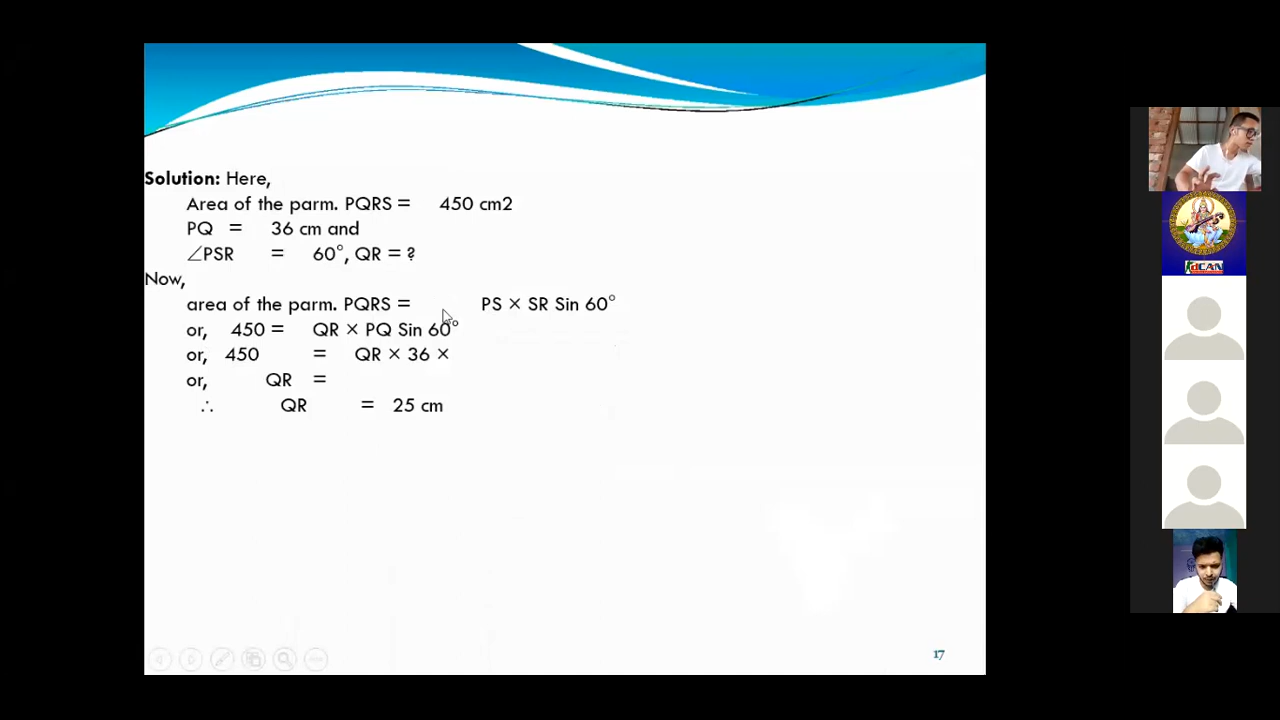 Solution: Here,
Area of the parm. PQRS = 450 cm2
PQ = 36 cm and
∠PSR = 60°, QR = ?
Now,
area of the parm. PQRS = PS × SR Sin 60°
or, 450 = QR × PQ Sin 60°
or, 450 = QR × 36 ×
or, QR =
∴ QR = 25 cm
17